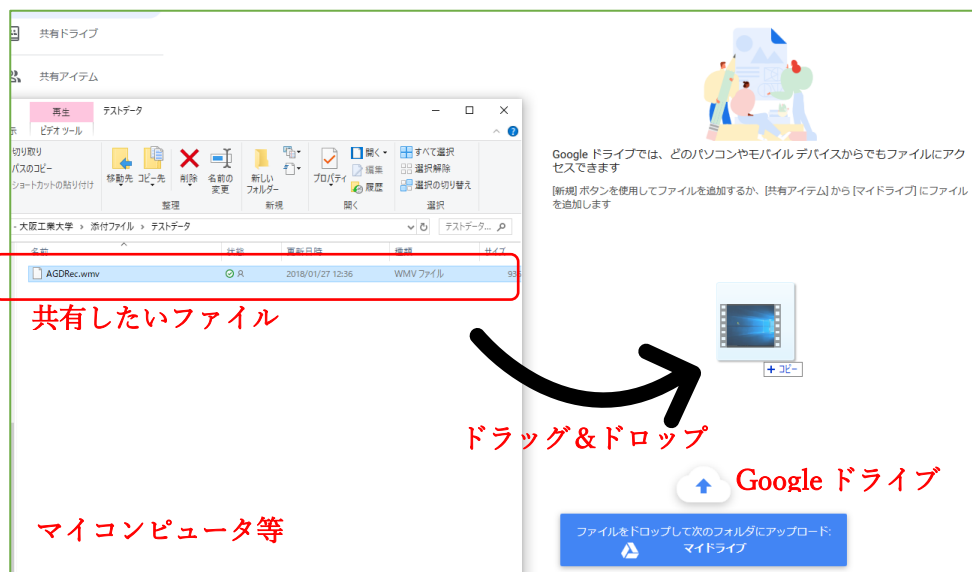 共有ドライブ
共有アイテム
再生
テストデータ
示
ビデオ ツール
切り取り
パスのコピー
ショートカットの貼り付け
移動先
コピー先
削除
名前の
変更
新しい
フォルダー
プロパティ
開く
編集
履歴
すべて選択
選択解除
選択の切り替え
整理
新規
開く
選択
- 大阪工業大学 › 添付ファイル › テストデータ
テストデータ...
名前
状態
更新日時
種類
サイズ
AGDRec.wmv
2018/01/27 12:36
WMV ファイル
935
共有したいファイル
マイコンピュータ等
Google ドライブでは、どのパソコンやモバイル デバイスからでもファイルにアク
セスできます
[新規] ボタンを使用してファイルを追加するか、[共有アイテム] から [マイドライブ] にファイル
を追加します
+ コピー
ドラッグ＆ドロップ
Google ドライブ
ファイルをドロップして次のフォルダにアップロード:
マイドライブ